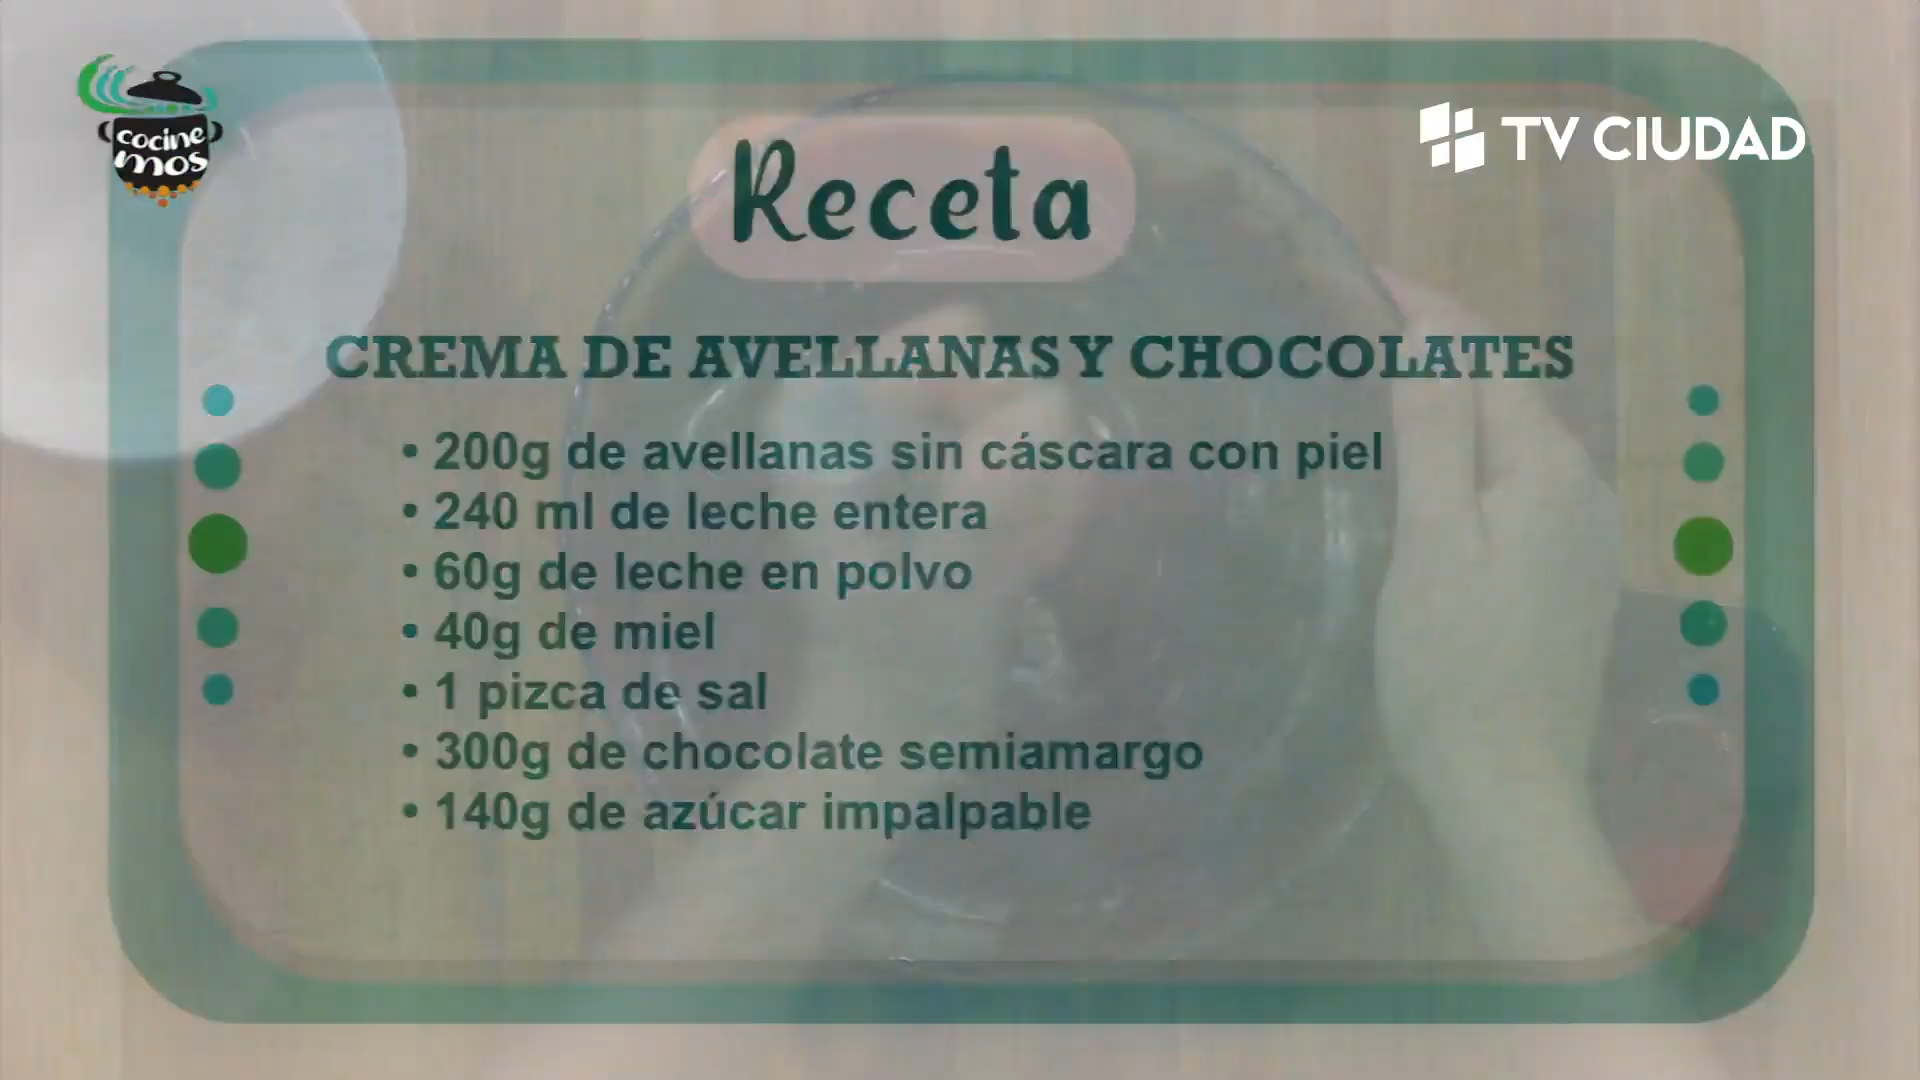 cocine
mos
TV CIUDAD
Receta
CREMA DE AVELLANAS Y CHOCOLATES
• 200g de avellanas sin cáscara con piel
• 240 ml de leche entera
• 60g de leche en polvo
• 40g de miel
• 1 pizca de sal
• 300g de chocolate semiamargo
• 140g de azúcar impalpable